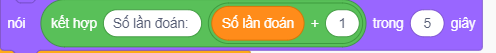 nói kết hợp Số lần đoán: Số lần đoán + 1 trong 5 giây